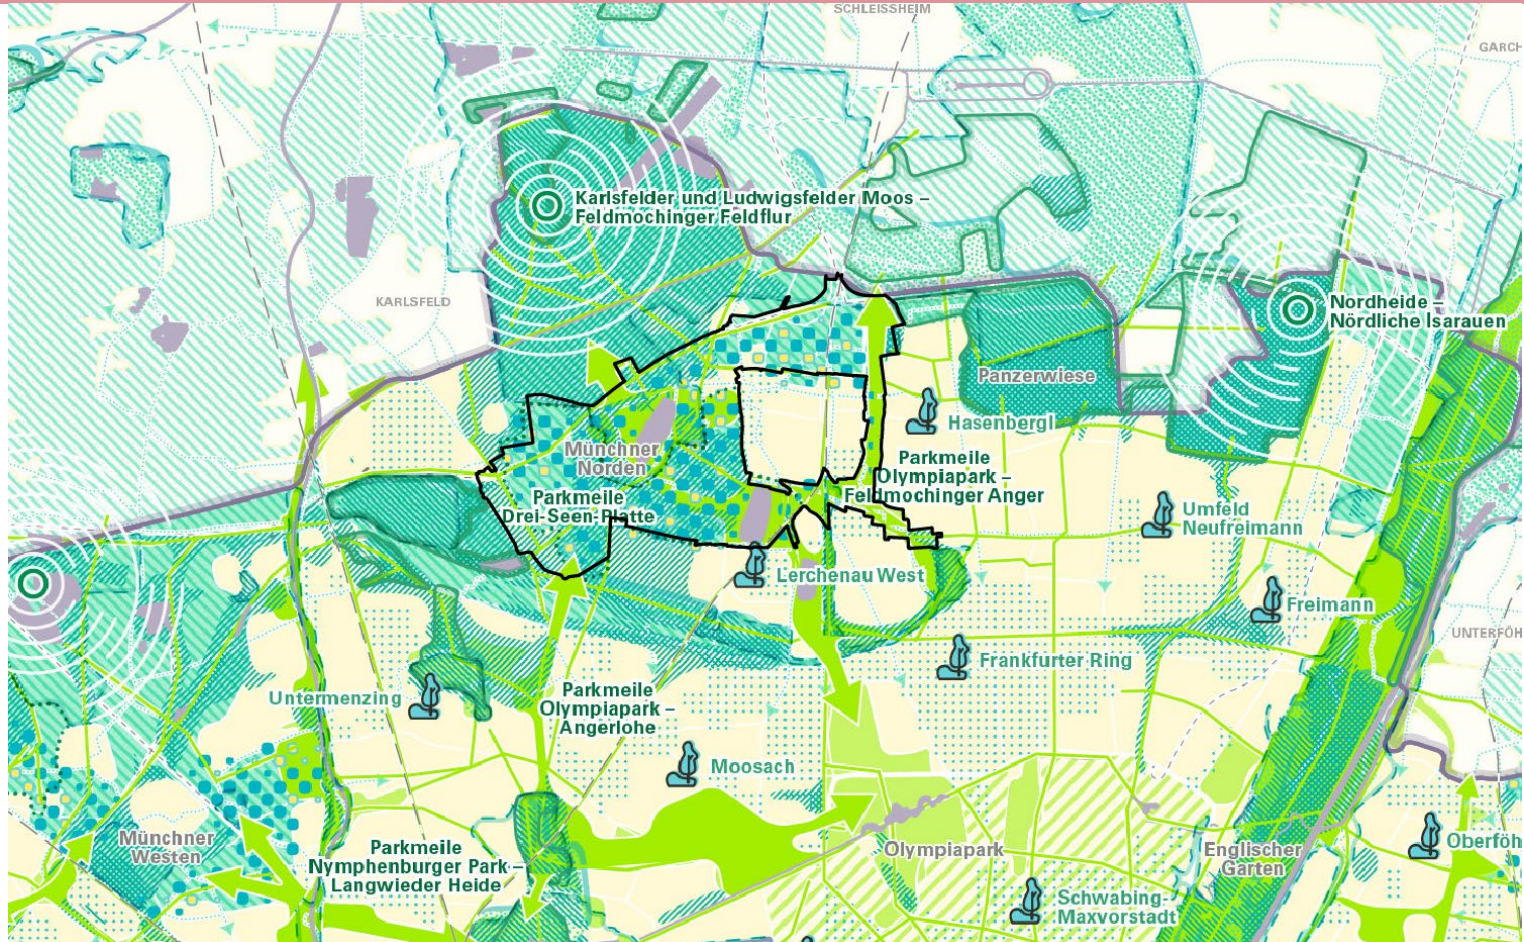 SCHLEISSHEIM
GARCH
Karlsfelder und Ludwigsfelder Moos –
Feldmochinger Feldflur
KARLSFELD
Nordheide –
Nördliche Isarauen
Panzerwiese
Hasenbergl
Münchner
Norden
Parkmeile
Olympiapark –
Feldmochinger Anger
Parkmeile
Drei-Seen-Platte
Umfeld
Neufreimann
Lerchenau West
Freimann
UNTERFÖH
Frankfurter Ring
Untermenzing
Parkmeile
Olympiapark –
Angerlohe
Moosach
Münchner
Westen
Parkmeile
Nymphenburger Park –
Langwieder Heide
Olympiapark
Englischer
Garten
Oberföh
Schwabing-
Maxvorstadt